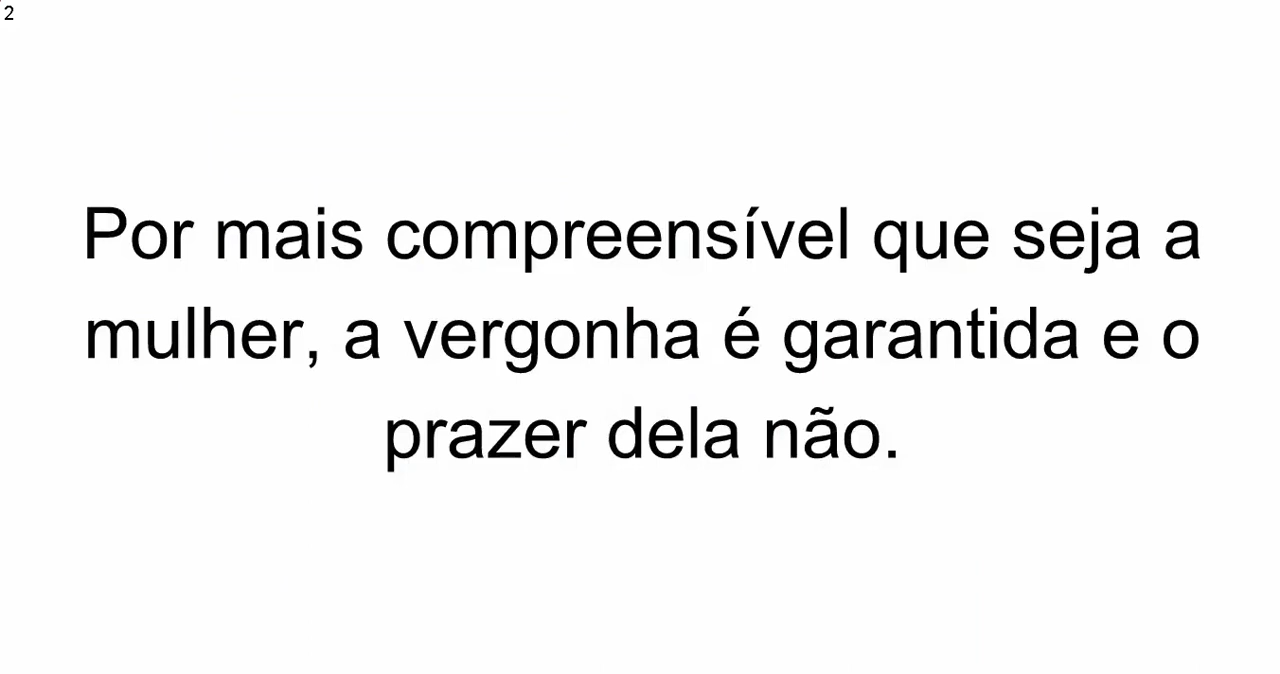 2
Por mais compreensível que seja a
mulher, a vergonha é garantida e o
prazer dela não.